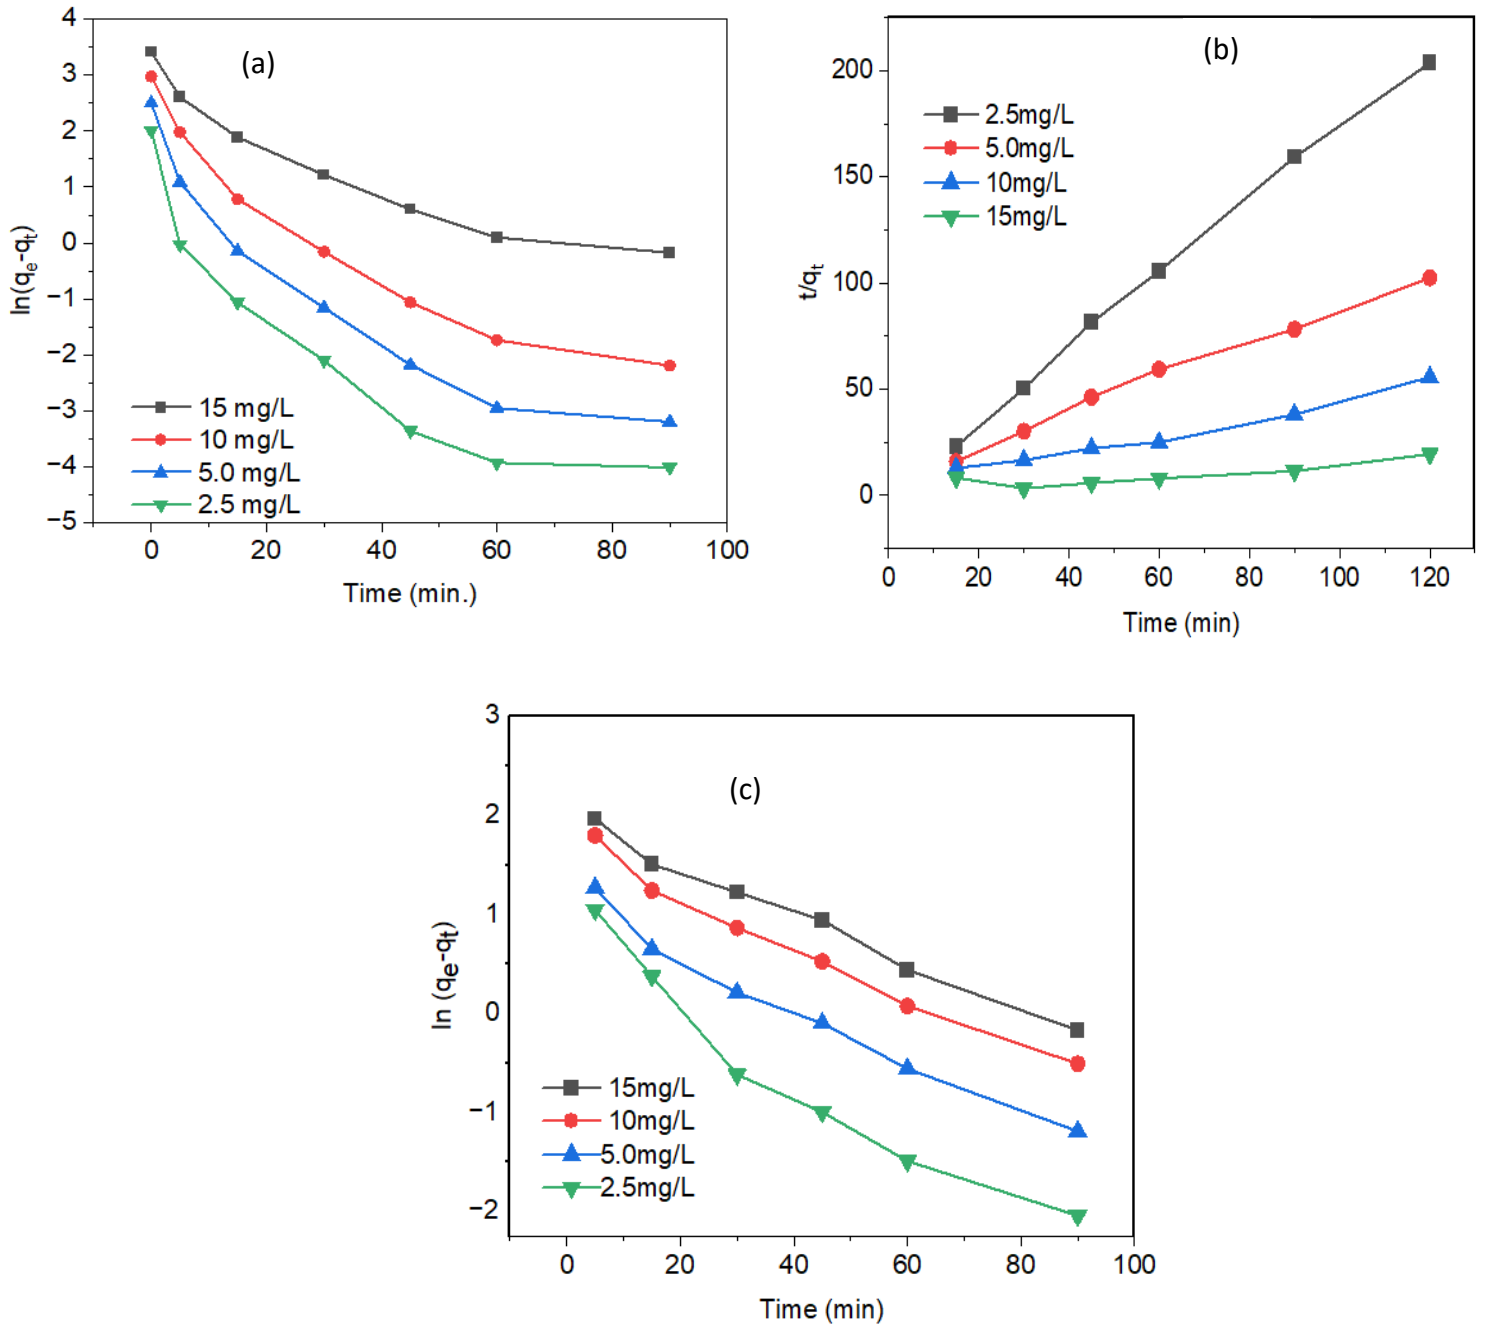 (a)
4
3
2
1
0
−1
−2
−3
−4
−5
ln(qe-qt)
15 mg/L
10 mg/L
5.0 mg/L
2.5 mg/L
0 20 40 60 80 100
Time (min.)
(b)
200
150
100
50
0
t/qt
2.5mg/L
5.0mg/L
10mg/L
15mg/L
0 20 40 60 80 100 120
Time (min)
(c)
3
2
1
0
−1
−2
ln (qe-qt)
15mg/L
10mg/L
5.0mg/L
2.5mg/L
0 20 40 60 80 100
Time (min)